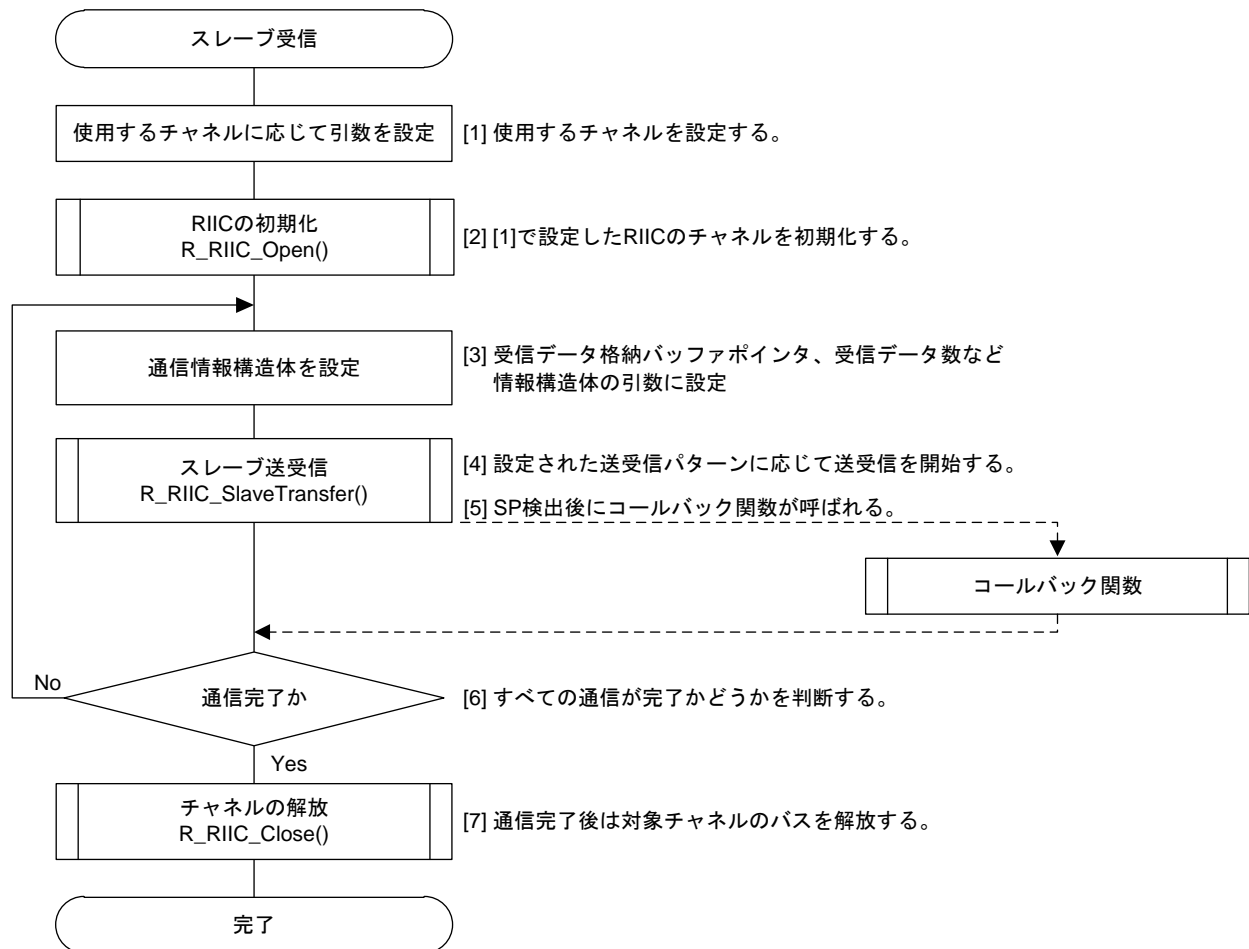 スレーブ受信
使用するチャネルに応じて引数を設定
[1] 使用するチャネルを設定する。
RIICの初期化
R_RIIC_Open()
[2] [1]で設定したRIICのチャネルを初期化する。
通信情報構造体を設定
[3] 受信データ格納バッファポインタ、受信データ数など
情報構造体の引数に設定
スレーブ送受信
R_RIIC_SlaveTransfer()
[4] 設定された送受信パターンに応じて送受信を開始する。
[5] SP検出後にコールバック関数が呼ばれる。
コールバック関数
No
通信完了か
[6] すべての通信が完了かどうかを判断する。
Yes
チャネルの解放
R_RIIC_Close()
[7] 通信完了後は対象チャネルのバスを解放する。
完了